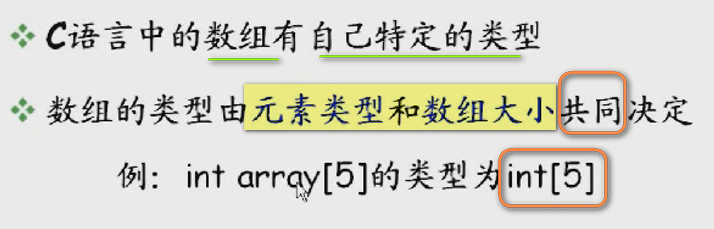 C语言中的数组有自己特定的类型
数组的类型由元素类型和数组大小共同决定
例: int array[5]的类型为int[5]